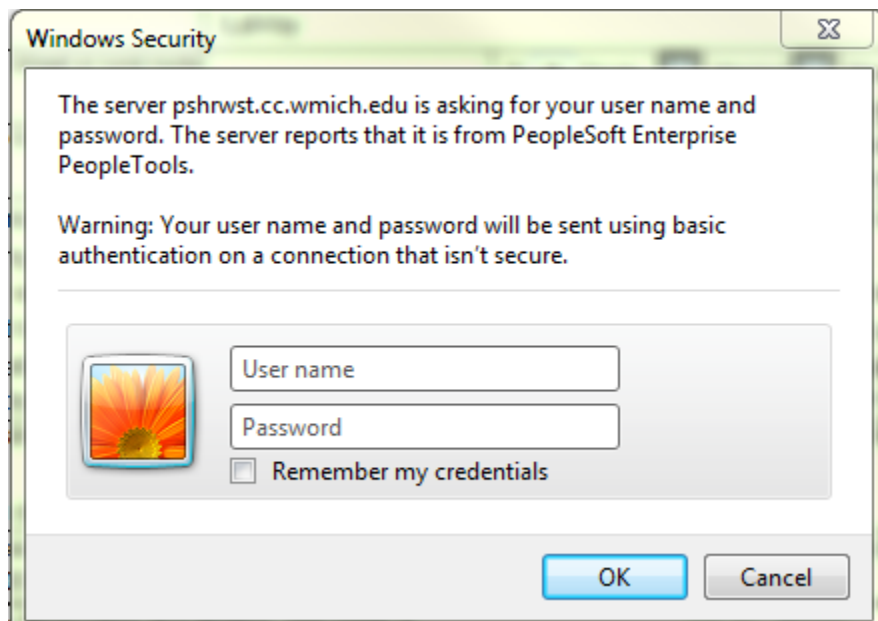 Windows Security
The server pshrwst.cc.wmich.edu is asking for your user name and
password. The server reports that it is from PeopleSoft Enterprise
PeopleTools.
Warning: Your user name and password will be sent using basic
authentication on a connection that isn't secure.
User name
Password
Remember my credentials
OK
Cancel